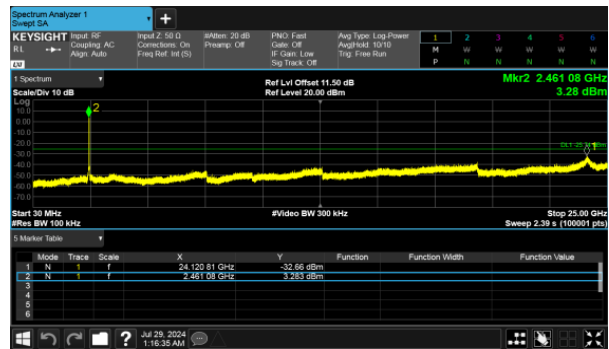 Spectrum Analyzer 1
Swept SA
KEYSIGHT
RL
Input: RF
Coupling: AC
Align: Auto
Input Z: 50 Ω
Corrections: On
Freq Ref: Int (S)
#Atten: 20 dB
Preamp: Off
PNO: Fast
Gate: Off
IF Gain: Low
Sig Track: Off
Avg Type: Log-Power
Avg|Hold: 10/10
Trig: Free Run
1 2 3 4 5 6
M W W W W W
P N N N N N
LXI
1 Spectrum
Scale/Div 10 dB
Ref Lvl Offset 11.50 dB
Ref Level 20.00 dBm
Mkr2 2.461 08 GHz
3.28 dBm
Log
10.0
0.00
-10.0
-20.0
-30.0
-40.0
-50.0
-60.0
-70.0
2
1
Start 30 MHz
#Res BW 100 kHz
#Video BW 300 kHz
Stop 25.00 GHz
Sweep 2.39 s (100001 pts)
5 Marker Table
Mode Trace Scale X Y Function Function Width Function Value
1 N 1 f 24.120 81 GHz -32.66 dBm
2 N 1 f 2.461 08 GHz 3.283 dBm
3
4
5
6
?
Jul 29, 2024
1:16:35 AM